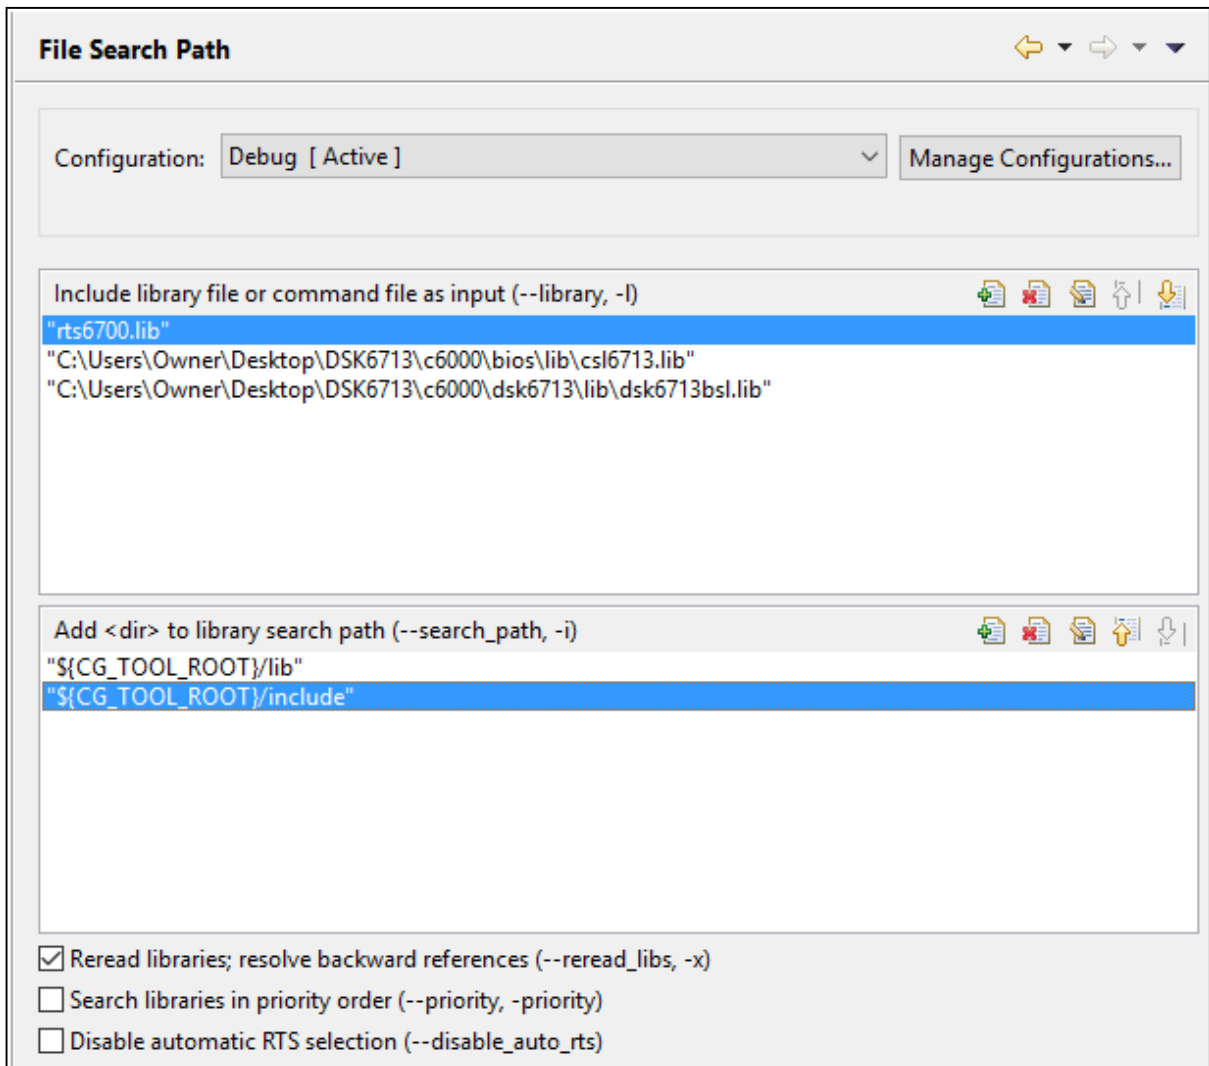 File Search Path
Configuration: Debug [ Active ] Manage Configurations...
Include library file or command file as input (--library, -l)
"rts6700.lib"
"C:\Users\Owner\Desktop\DSK6713\c6000\bios\lib\csl6713.lib"
"C:\Users\Owner\Desktop\DSK6713\c6000\dsk6713\lib\dsk6713bsl.lib"
Add <dir> to library search path (--search_path, -i)
"${CG_TOOL_ROOT}/lib"
"${CG_TOOL_ROOT}/include"
Reread libraries; resolve backward references (--reread_libs, -x)
Search libraries in priority order (--priority, -priority)
Disable automatic RTS selection (--disable_auto_rts)